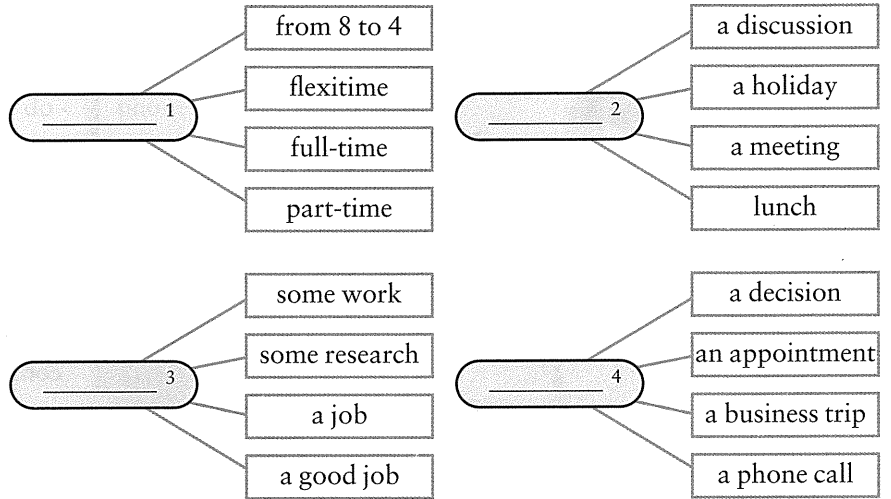 from 8 to 4
flexitime
1
full-time
part-time
a discussion
a holiday
2
a meeting
lunch
some work
some research
3
a job
a good job
a decision
an appointment
4
a business trip
a phone call